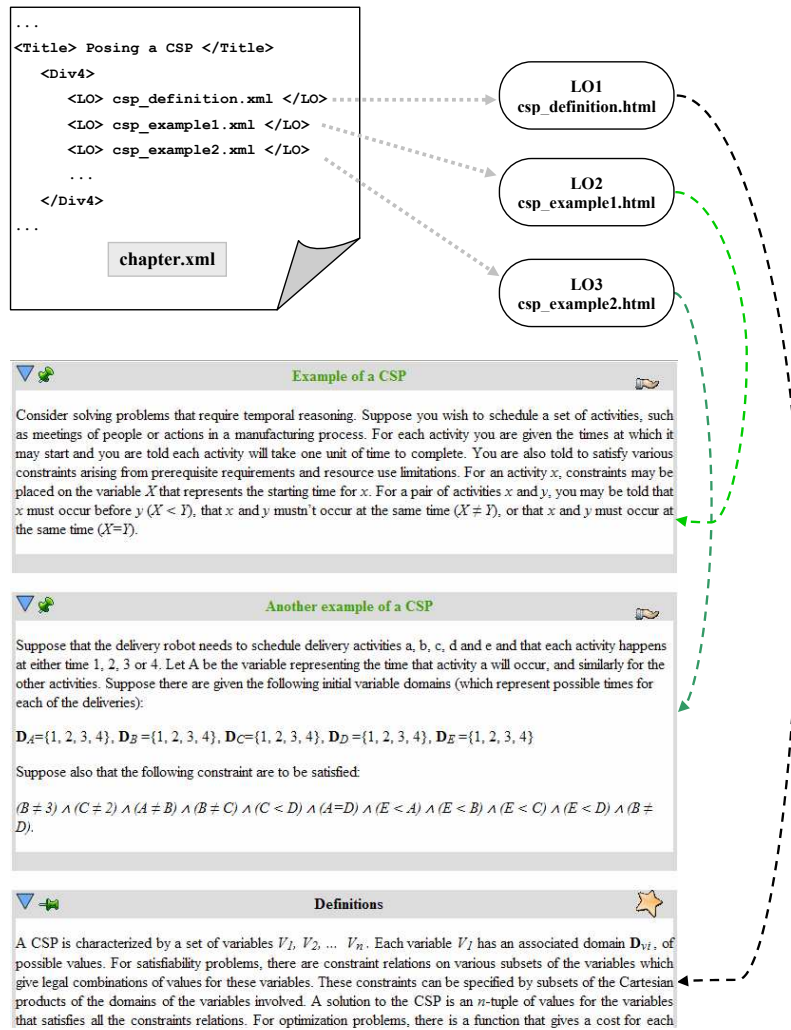 ...
<Title> Posing a CSP </Title>
<Div4>
<LO> csp_definition.xml </LO>
<LO> csp_example1.xml </LO>
<LO> csp_example2.xml </LO>
...
</Div4>
...
chapter.xml
LO1
csp_definition.html
LO2
csp_example1.html
LO3
csp_example2.html
Example of a CSP
Consider solving problems that require temporal reasoning. Suppose you wish to schedule a set of activities, such
as meetings of people or actions in a manufacturing process. For each activity you are given the times at which it
may start and you are told each activity will take one unit of time to complete. You are also told to satisfy various
constraints arising from prerequisite requirements and resource use limitations. For an activity x, constraints may be
placed on the variable X that represents the starting time for x. For a pair of activities x and y, you may be told that
x must occur before y (X < Y), that x and y mustn't occur at the same time (X ≠ Y), or that x and y must occur at
the same time (X=Y).
Another example of a CSP
Suppose that the delivery robot needs to schedule delivery activities a, b, c, d and e and that each activity happens
at either time 1, 2, 3 or 4. Let A be the variable representing the time that activity a will occur, and similarly for the
other activities. Suppose there are given the following initial variable domains (which represent possible times for
each of the deliveries):
D_A={1, 2, 3, 4}, D_B ={1, 2, 3, 4}, D_C={1, 2, 3, 4}, D_D ={1, 2, 3, 4}, D_E ={1, 2, 3, 4}
Suppose also that the following constraint are to be satisfied:
(B ≠ 3) ∧ (C ≠ 2) ∧ (A ≠ B) ∧ (B ≠ C) ∧ (C < D) ∧ (A=D) ∧ (E < A) ∧ (E < B) ∧ (E < C) ∧ (E < D) ∧ (B ≠
D).
Definitions
A CSP is characterized by a set of variables V1, V2, ... Vn. Each variable V1 has an associated domain D_vi, of
possible values. For satisfiability problems, there are constraint relations on various subsets of the variables which
give legal combinations of values for these variables. These constraints can be specified by subsets of the Cartesian
products of the domains of the variables involved. A solution to the CSP is an n-tuple of values for the variables
that satisfies all the constraints relations. For optimization problems, there is a function that gives a cost for each